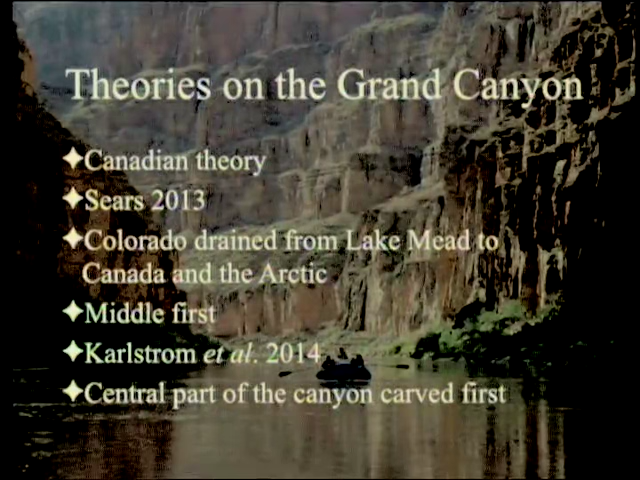 Theories on the Grand Canyon
✦Canadian theory
✦Sears 2013
✦Colorado drained from Lake Mead to
Canada and the Arctic
✦Middle first
✦Karlstrom et al. 2014
✦Central part of the canyon carved first